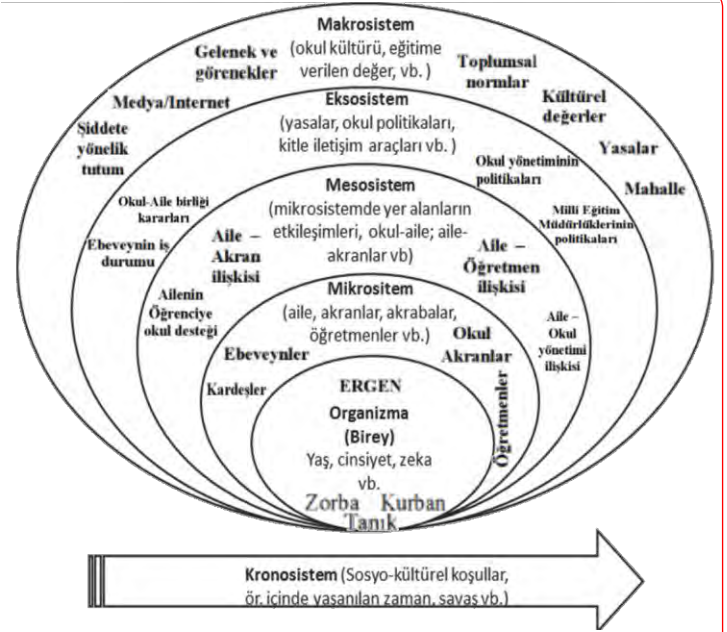 Makrosistem
(okul kültürü, eğitime
verilen değer, vb. )
Gelenek ve
görenekler
Toplumsal
normlar
Medya/Internet
Kültürel
değerler
Şiddete
yönelik
tutum
Yasalar
Mahalle
Eksosistem
(yasalar, okul politikaları,
kitle iletişim araçları vb. )
Okul yönetiminin
politikaları
Okul-Aile birliği
kararları
Milli Eğitim
Müdürlüklerinin
politikaları
Ebeveynin iş
durumu
Mesosistem
(mikrosistemde yer alanların
etkileşimleri, okul-aile; aile-
akranlar vb)
Aile –
Akran
ilişkisi
Aile –
Öğretmen
ilişkisi
Ailenin
Öğrenciye
okul desteği
Aile –
Okul
yönetimi
ilişkisi
Mikrositem
(aile, akranlar, akrabalar,
öğretmenler vb.)
Ebeveynler
Okul
Akranlar
Kardeşler
Öğretmenler
ERGEN
Organizma
(Birey)
Yaş, cinsiyet, zeka
vb.
Zorba Kurban
Tanık
Kronosistem (Sosyo-kültürel koşullar,
ör. içinde yaşanılan zaman, savaş vb.)